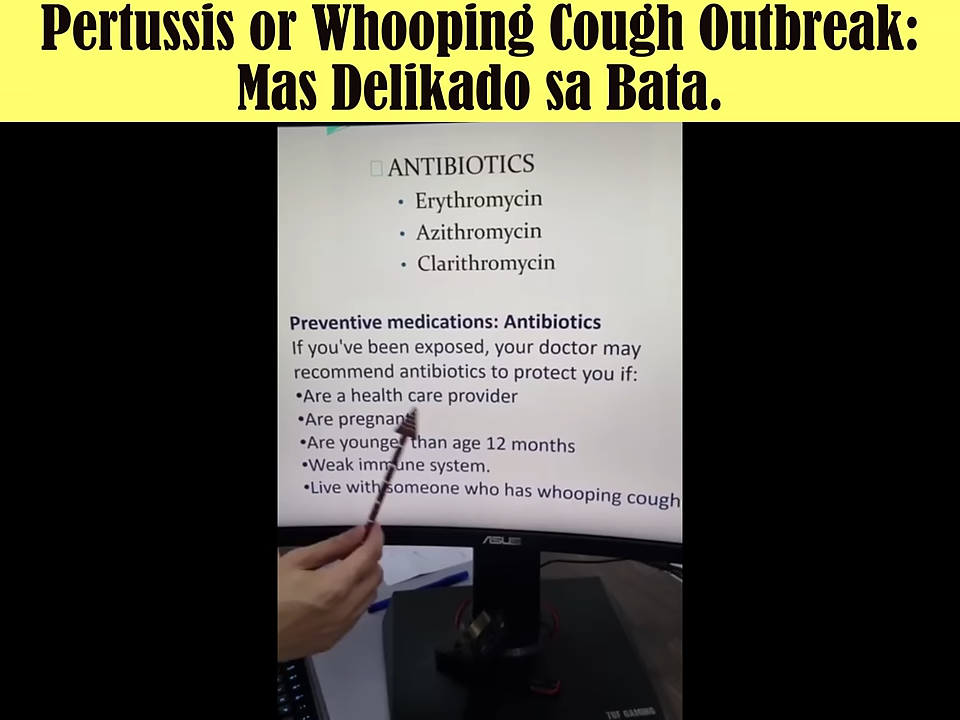 Pertussis or Whooping Cough Outbreak:
Mas Delikado sa Bata.
ANTIBIOTICS
• Erythromycin
• Azithromycin
• Clarithromycin
Preventive medications: Antibiotics
If you've been exposed, your doctor may
recommend antibiotics to protect you if:
•Are a health care provider
•Are pregnant
•Are younger than age 12 months
•Weak immune system.
•Live with someone who has whooping cough
ASUS
TUF GAMING